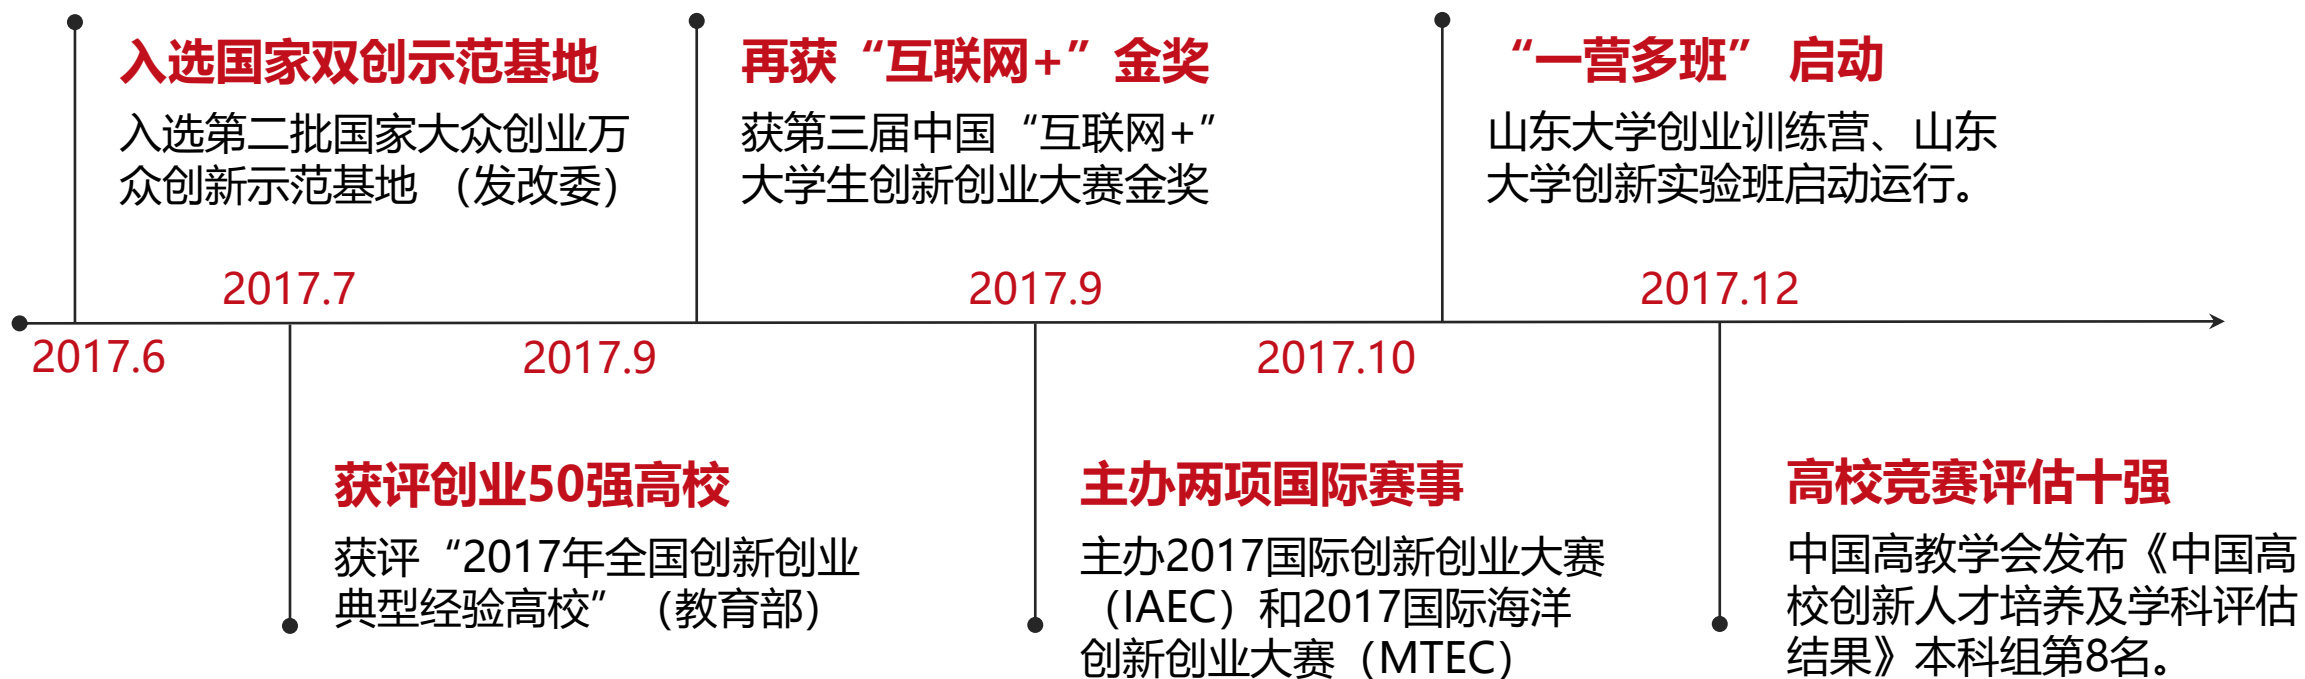 入选国家双创示范基地
入选第二批国家大众创业万
众创新示范基地 （发改委）
再获“互联网+”金奖
获第三届中国“互联网+”
大学生创新创业大赛金奖
“一营多班” 启动
山东大学创业训练营、山东
大学创新实验班启动运行。
2017.7
2017.9
2017.12
2017.6
2017.9
2017.10
获评创业50强高校
获评“2017年全国创新创业
典型经验高校”（教育部）
主办两项国际赛事
主办2017国际创新创业大赛
（IAEC）和2017国际海洋
创新创业大赛（MTEC）
高校竞赛评估十强
中国高教学会发布《中国高
校创新人才培养及学科评估
结果》本科组第8名。